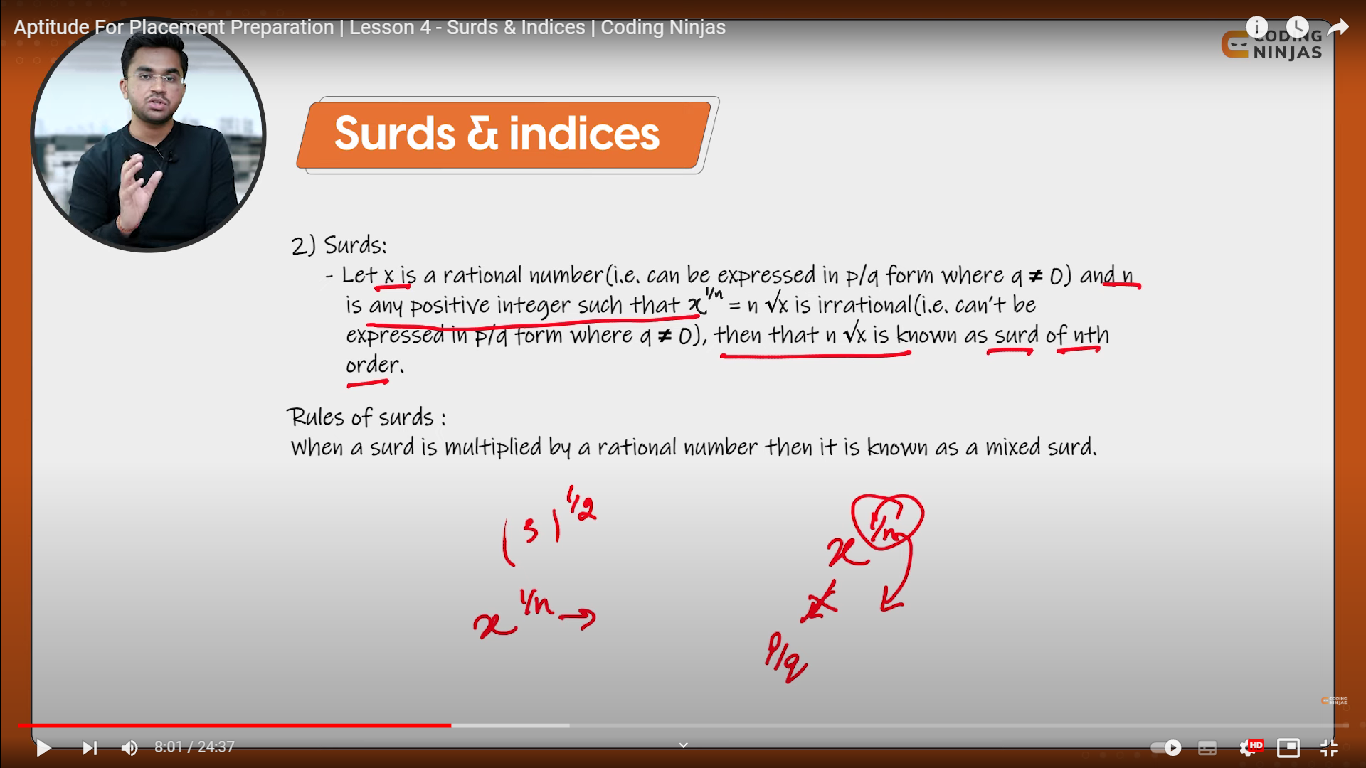 Aptitude For Placement Preparation | Lesson 4 - Surds & Indices | Coding Ninjas
CODING
NINJAS
Surds & indices
2) Surds:
- Let x is a rational number(i.e. can be expressed in p/q form where q ≠ 0) and n
is any positive integer such that x^1/n = n √x is irrational(i.e. can't be
expressed in p/q form where q ≠ 0), then that n √x is known as surd of nth
order.
Rules of surds :
When a surd is multiplied by a rational number then it is known as a mixed surd.
(3)^1/2
x^1/n
x^1/n →
P/q
CODING
NINJAS
8:01 / 24:37
HD